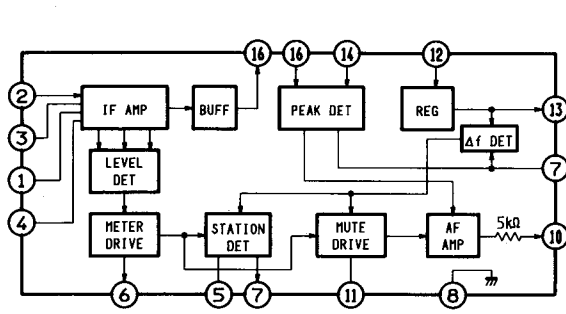 16 16 14 12
2 IF AMP BUFF PEAK DET REG 13
3 Δf DET
1 LEVEL DET 7
4 METER DRIVE STATION DET MUTE DRIVE AF AMP 5kΩ 10
6 5 7 11 8